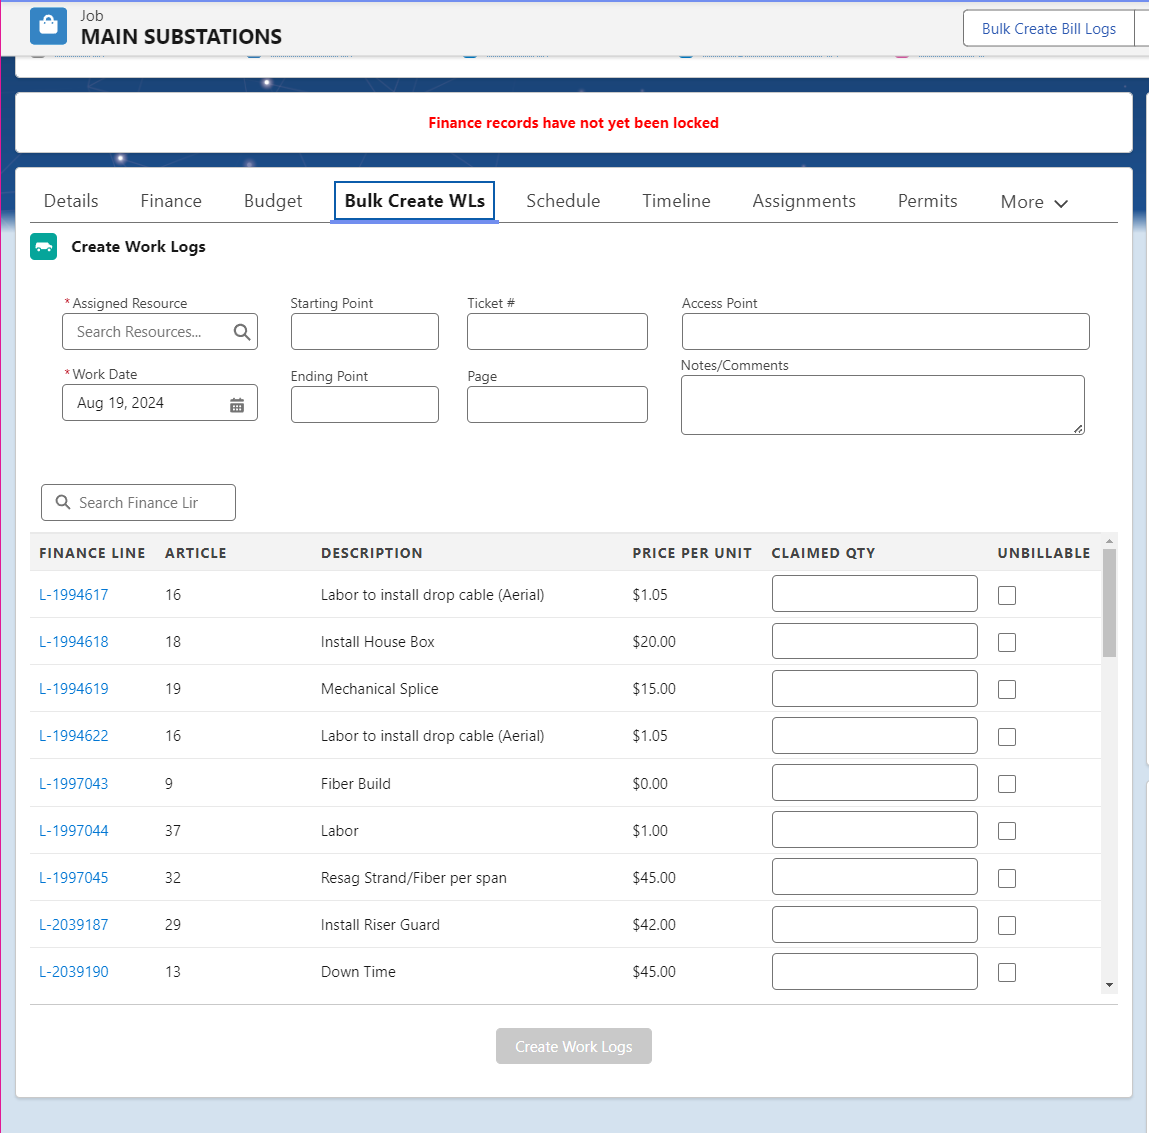 Job
MAIN SUBSTATIONS
Bulk Create Bill Logs
Finance records have not yet been locked
Details Finance Budget Bulk Create WLs Schedule Timeline Assignments Permits More
Create Work Logs
*Assigned Resource Starting Point Ticket # Access Point
Search Resources...
Notes/Comments
*Work Date Ending Point Page
Aug 19, 2024
Search Finance Lir
FINANCE LINE ARTICLE DESCRIPTION PRICE PER UNIT CLAIMED QTY UNBILLABLE
L-1994617 16 Labor to install drop cable (Aerial) $1.05
L-1994618 18 Install House Box $20.00
L-1994619 19 Mechanical Splice $15.00
L-1994622 16 Labor to install drop cable (Aerial) $1.05
L-1997043 9 Fiber Build $0.00
L-1997044 37 Labor $1.00
L-1997045 32 Resag Strand/Fiber per span $45.00
L-2039187 29 Install Riser Guard $42.00
L-2039190 13 Down Time $45.00
Create Work Logs